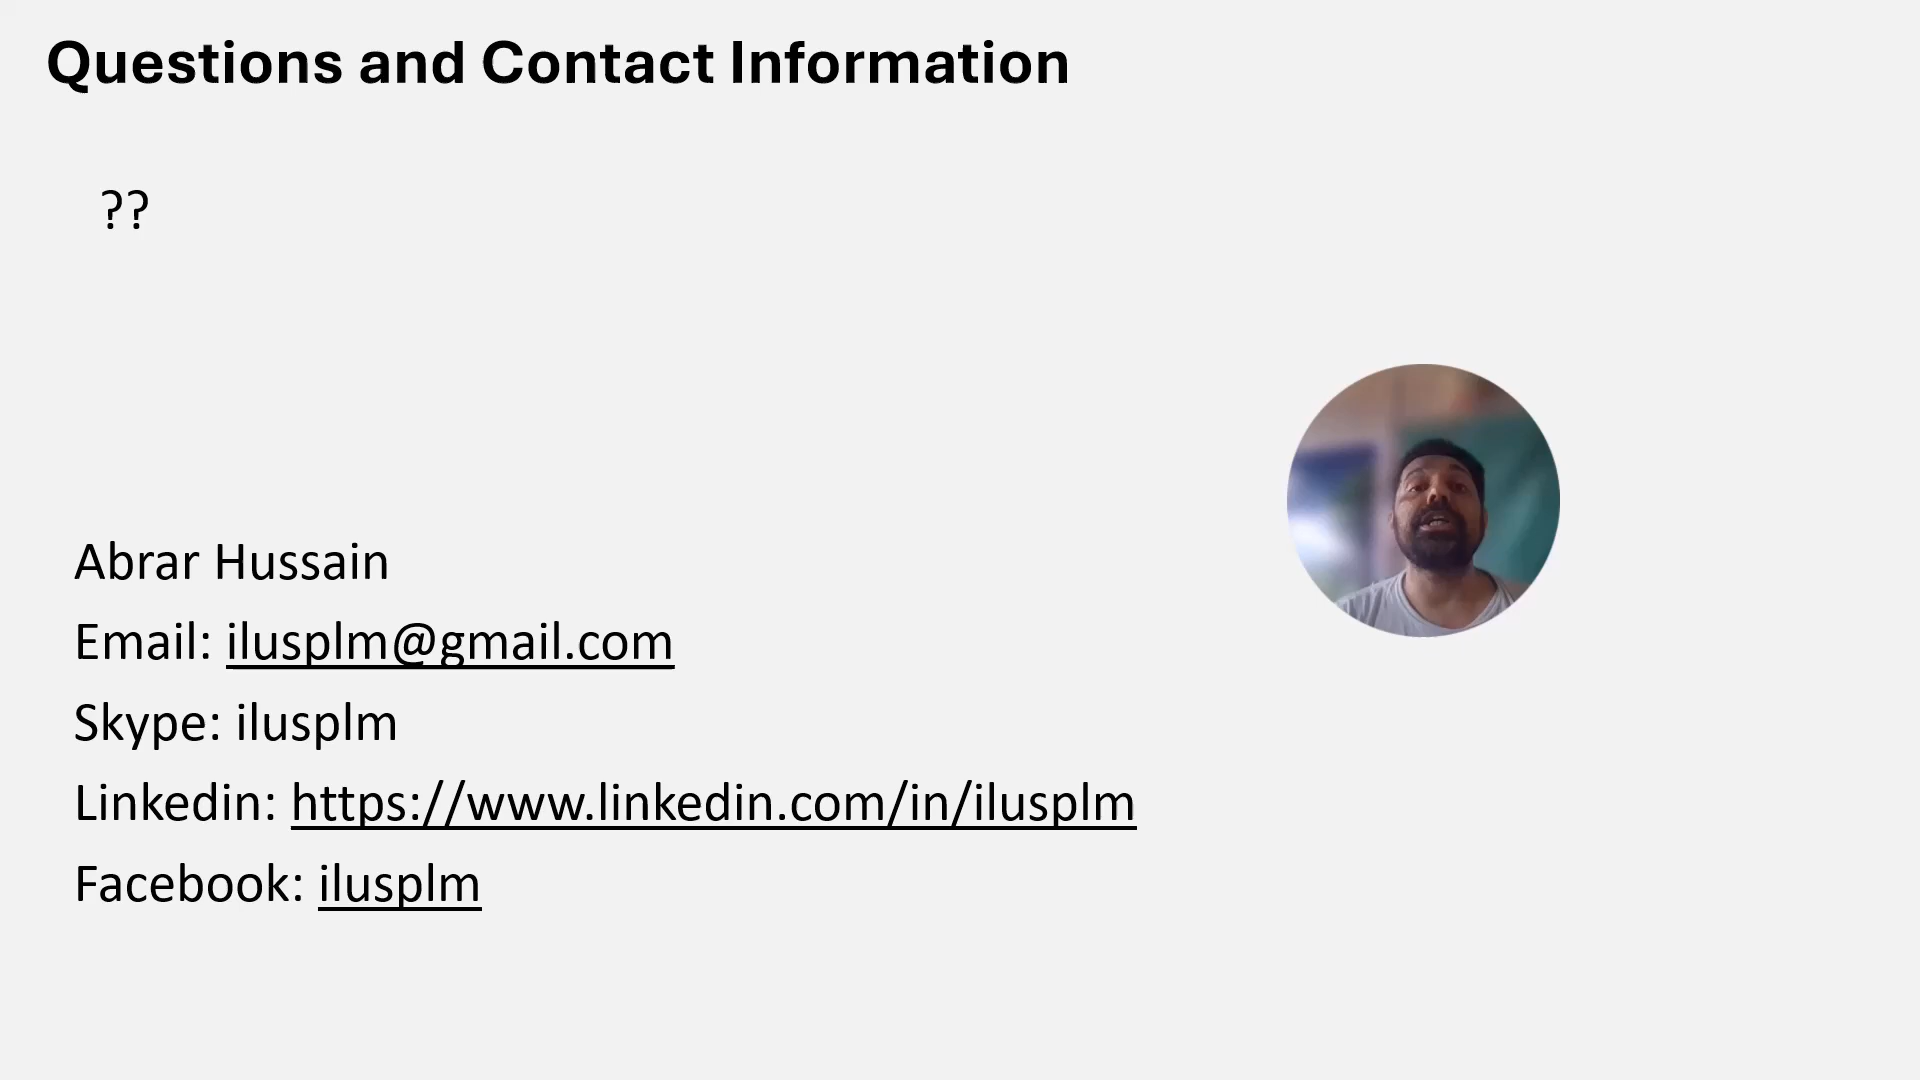 Questions and Contact Information
??
Abrar Hussain
Email: ilusplm@gmail.com
Skype: ilusplm
Linkedin: https://www.linkedin.com/in/ilusplm
Facebook: ilusplm